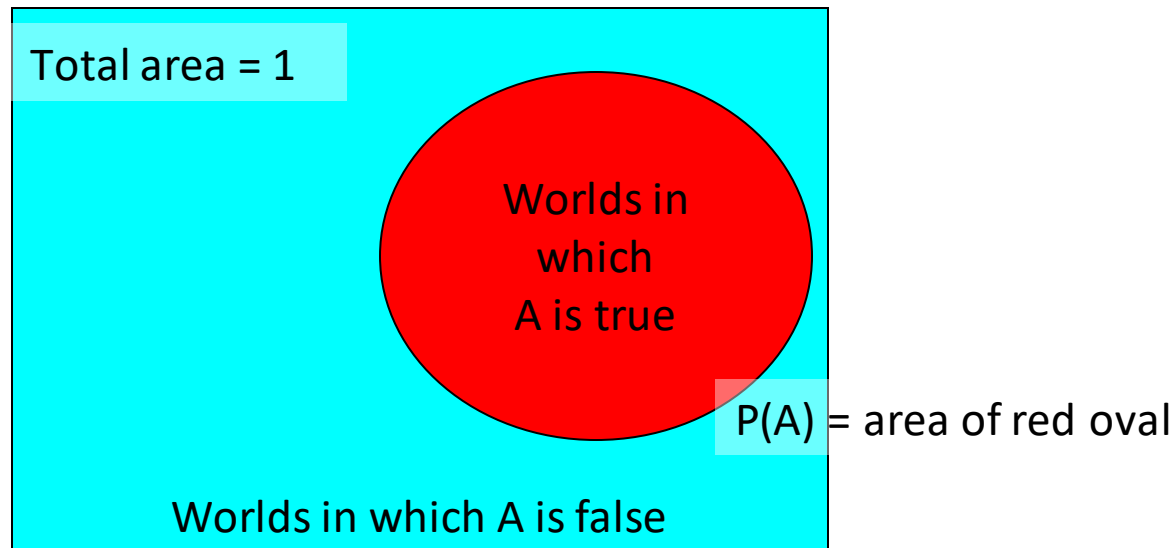 Total area = 1
Worlds in
which
A is true
P(A) = area of red oval
Worlds in which A is false